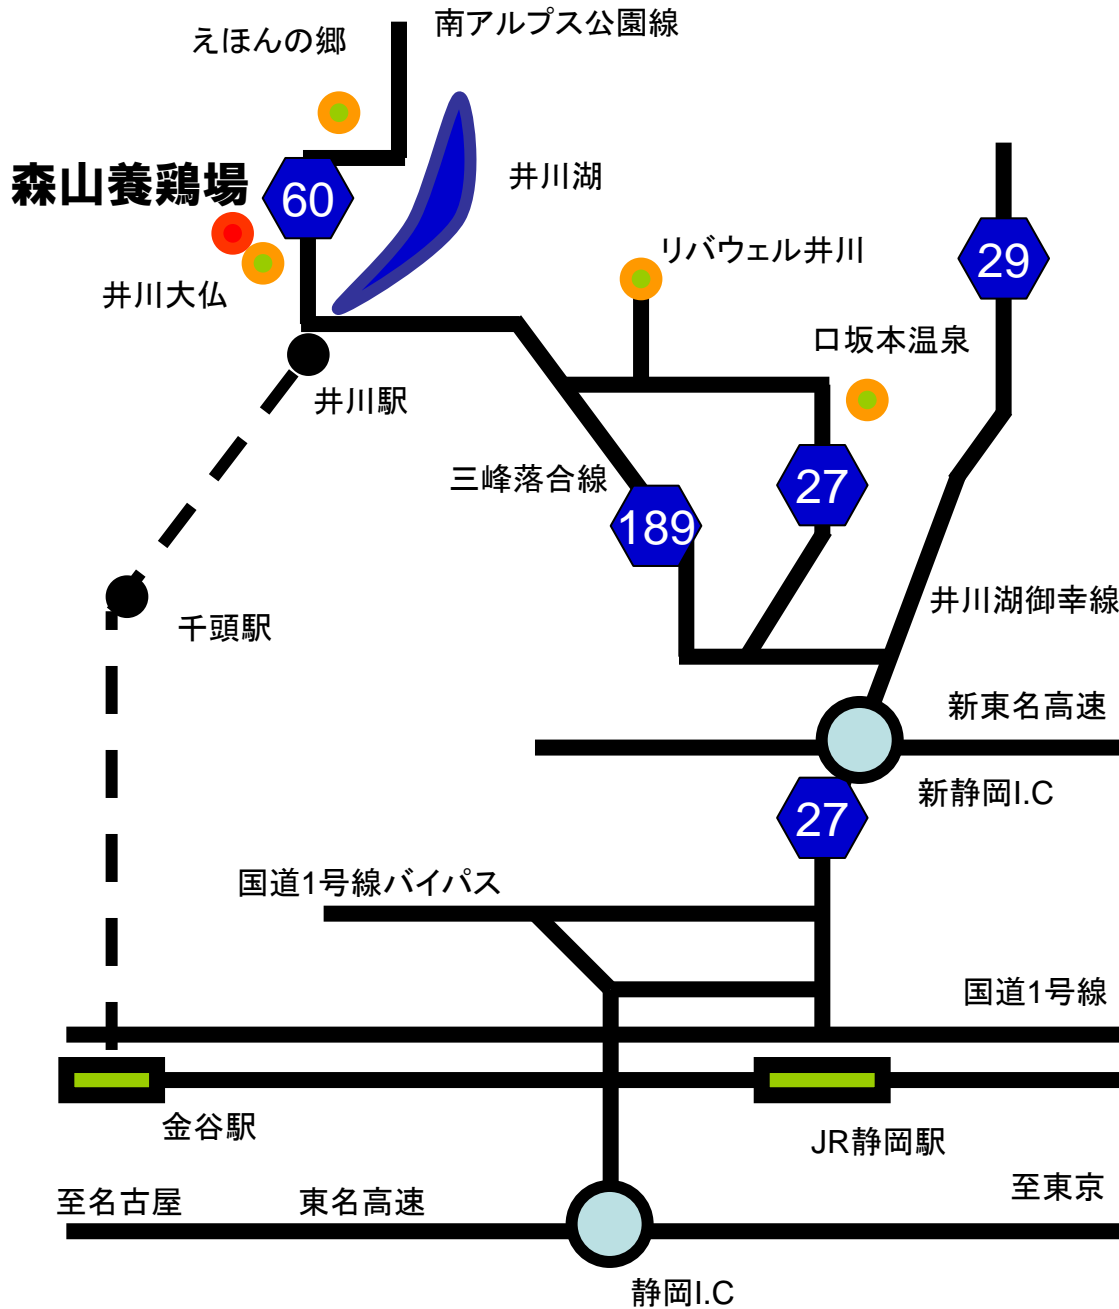 南アルプス公園線
えほんの郷
森山養鶏場
60
井川湖
リバウェル井川
29
井川大仏
口坂本温泉
井川駅
三峰落合線
27
189
井川湖御幸線
千頭駅
新東名高速
新静岡I.C
27
国道1号線バイパス
国道1号線
金谷駅
JR静岡駅
至名古屋
東名高速
至東京
静岡I.C